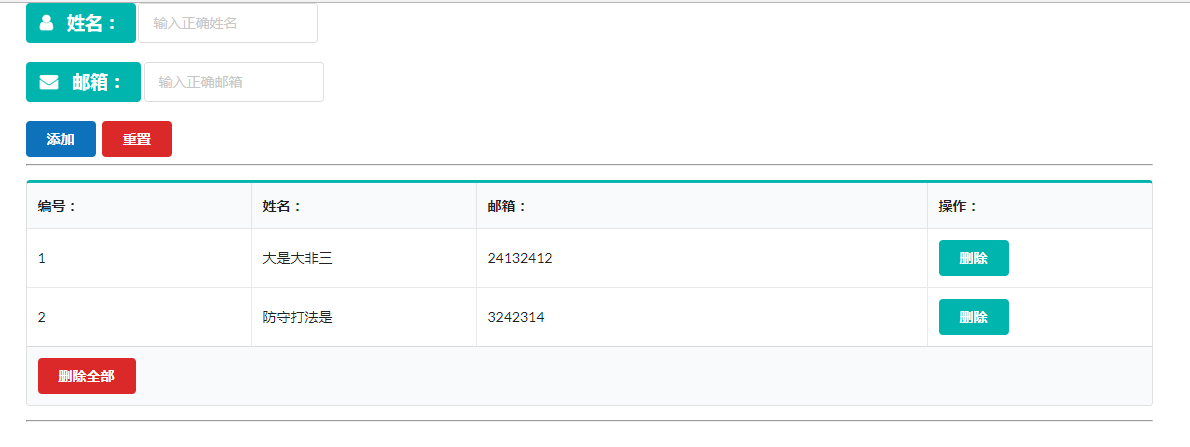 姓名：
输入正确姓名
邮箱：
输入正确邮箱
添加 重置
编号： 姓名： 邮箱： 操作：
1 大是大非三 24132412 删除
2 防守打法是 3242314 删除
删除全部